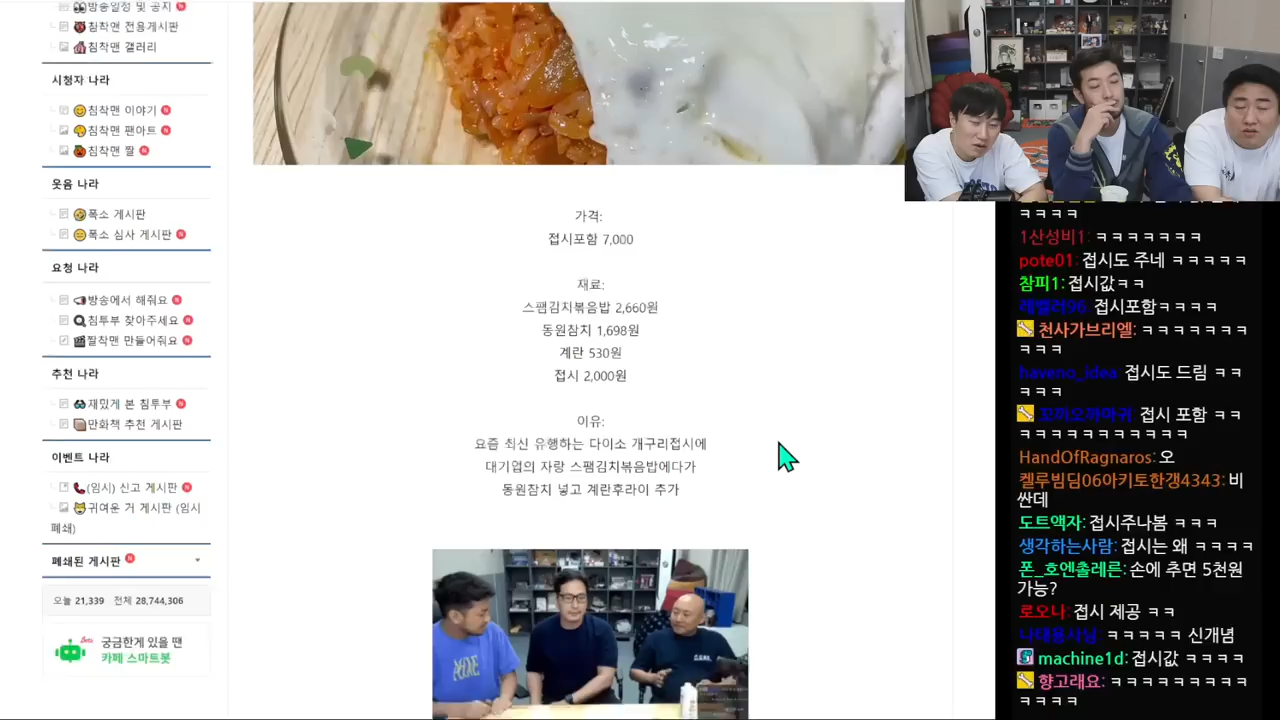 방송일정 및 공지
침착맨 전용게시판
침착맨 갤러리
시청자 나라
침착맨 이야기
침착맨 팬아트
침착맨 짤
웃음 나라
폭소 게시판
폭소 심사 게시판
요청 나라
방송에서 해줘요
침투부 찾아주세요
짤착맨 만들어줘요
추천 나라
재밌게 본 침투부
만화책 추천 게시판
이벤트 나라
(임시) 신고 게시판
귀여운 거 게시판 (임시
폐쇄)
폐쇄된 게시판
오늘 21,339 전체 28,744,306
Beta
궁금한게 있을 땐
카페 스마트봇
가격:
접시포함 7,000
재료:
스팸김치볶음밥 2,660원
동원참치 1,698원
계란 530원
접시 2,000원
이유:
요즘 최신 유행하는 다이소 개구리접시에
대기업의 자랑 스팸김치볶음밥에다가
동원참치 넣고 계란후라이 추가
ㅋㅋㅋㅋ
1산성비1: ㅋㅋㅋㅋㅋㅋㅋ
pote01: 접시도 주네 ㅋㅋㅋㅋㅋ
참피1: 접시값ㅋㅋ
레벨러96: 접시포함ㅋㅋㅋㅋ
천사가브리엘: ㅋㅋㅋㅋㅋㅋㅋ
ㅋㅋㅋ
haveno_idea: 접시도 드림 ㅋㅋ
ㅋㅋㅋㅋ
꼬끼오까마귀: 접시 포함 ㅋㅋ
ㅋㅋㅋㅋㅋㅋㅋㅋㅋㅋㅋ
HandOfRagnaros: 오
켈루빔딤06아키토한갱4343: 비
싼데
도트액자: 접시주나봄 ㅋㅋㅋ
생각하는사람: 접시는 왜 ㅋㅋㅋㅋ
폰_호엔촐레른: 손에 추면 5천원
가능?
로오나: 접시 제공 ㅋㅋ
나태용사님: ㅋㅋㅋㅋㅋ 신개념
machine1d: 접시값 ㅋㅋㅋㅋ
향고래요: ㅋㅋㅋㅋㅋㅋㅋㅋㅋ
ㅋㅋㅋㅋ